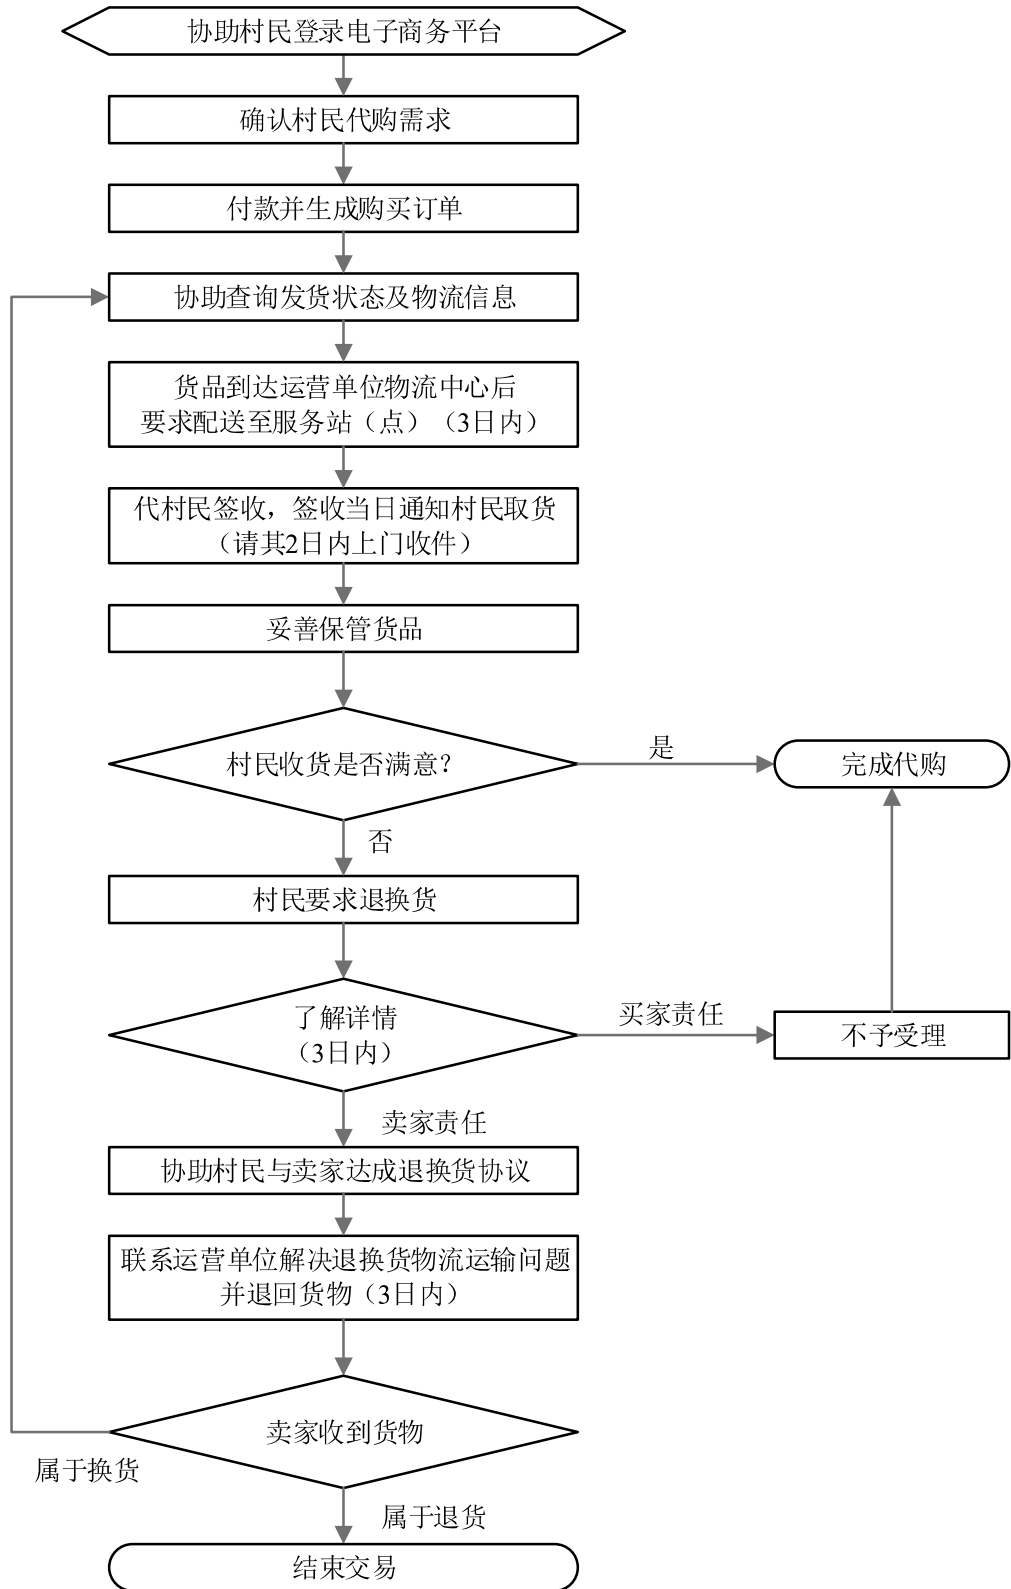 协助村民登录电子商务平台
确认村民代购需求
付款并生成购买订单
协助查询发货状态及物流信息
货品到达运营单位物流中心后
要求配送至服务站（点）（3日内）
代村民签收，签收当日通知村民取货
（请其2日内上门收件）
妥善保管货品
村民收货是否满意？
是
完成代购
否
村民要求退换货
了解详情
（3日内）
买家责任
不予受理
卖家责任
协助村民与卖家达成退换货协议
联系运营单位解决退换货物流运输问题
并退回货物（3日内）
卖家收到货物
属于换货
属于退货
结束交易